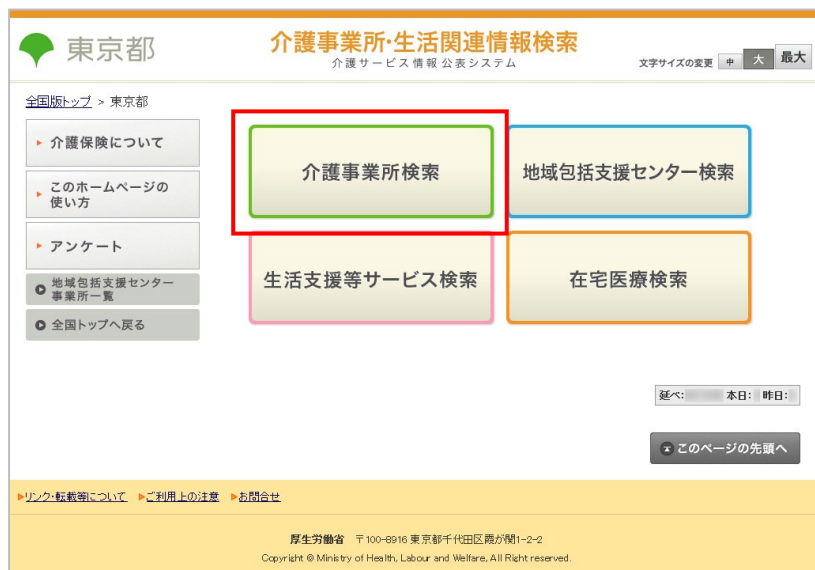 東京都
介護事業所・生活関連情報検索
介護サービス情報公表システム
文字サイズの変更 中 大 最大
全国版トップ > 東京都
介護保険について
このホームページの
使い方
アンケート
地域包括支援センター
事業所一覧
全国トップへ戻る
介護事業所検索
地域包括支援センター検索
生活支援等サービス検索
在宅医療検索
延べ: 本日: 昨日:
このページの先頭へ
リンク・転載等について ご利用上の注意 お問合せ
厚生労働省 〒100-8916 東京都千代田区霞が関1-2-2
Copyright © Ministry of Health, Labour and Welfare, All Right reserved.